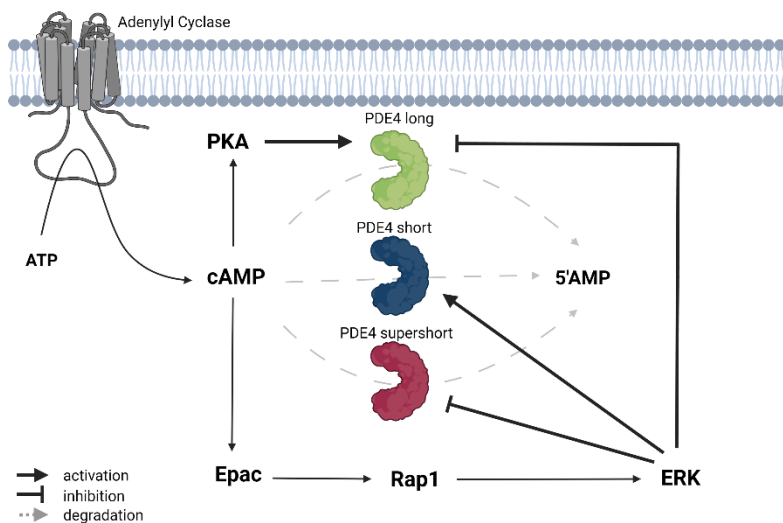 Adenylyl Cyclase
PDE4 long
PKA
PDE4 short
ATP
cAMP
5'AMP
PDE4 supershort
Epac
Rap1
ERK
activation
inhibition
degradation